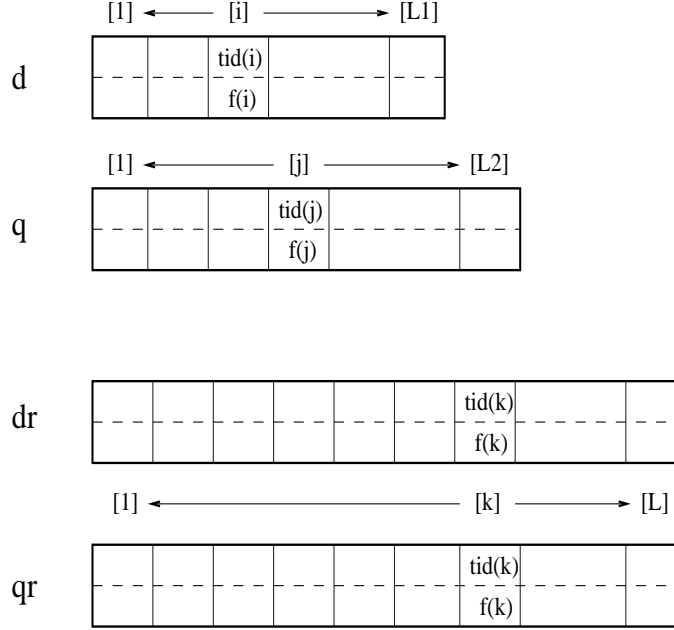 [1] [i] [L1]
d
tid(i)
f(i)
[1] [j] [L2]
q
tid(j)
f(j)
dr
tid(k)
f(k)
[1] [k] [L]
qr
tid(k)
f(k)